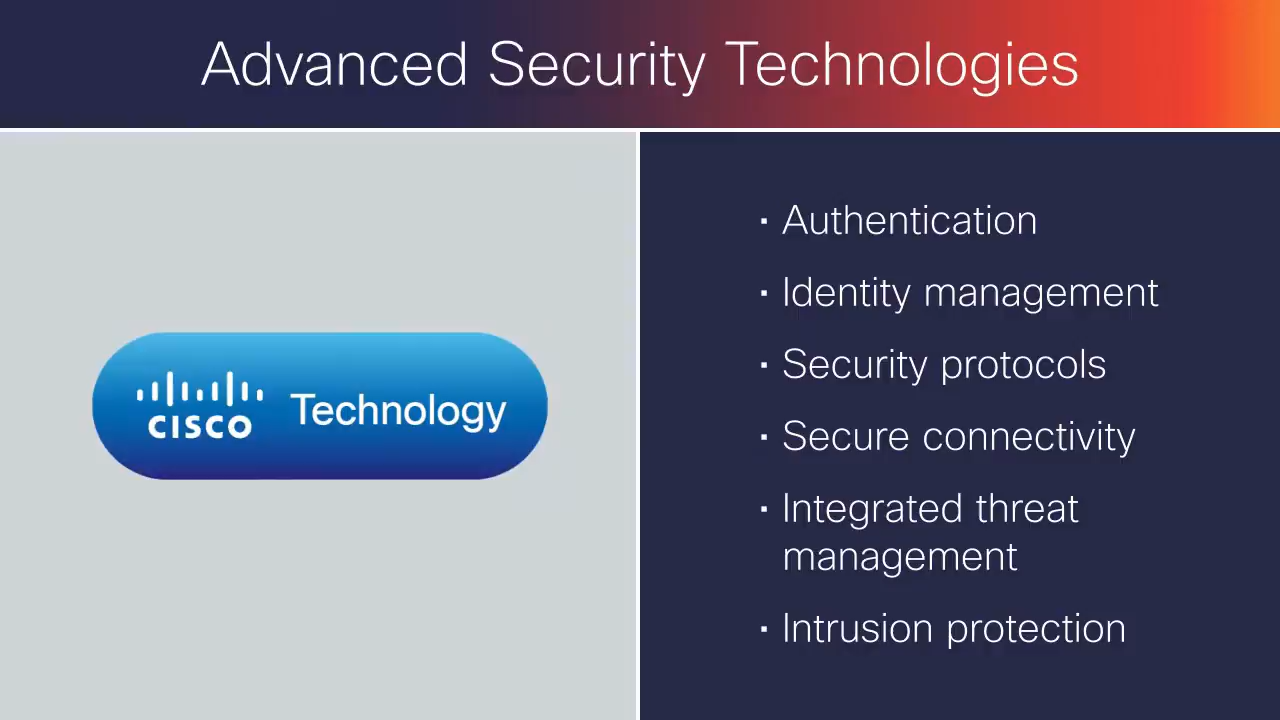 Advanced Security Technologies
CISCO Technology
· Authentication
· Identity management
· Security protocols
· Secure connectivity
· Integrated threat
management
· Intrusion protection